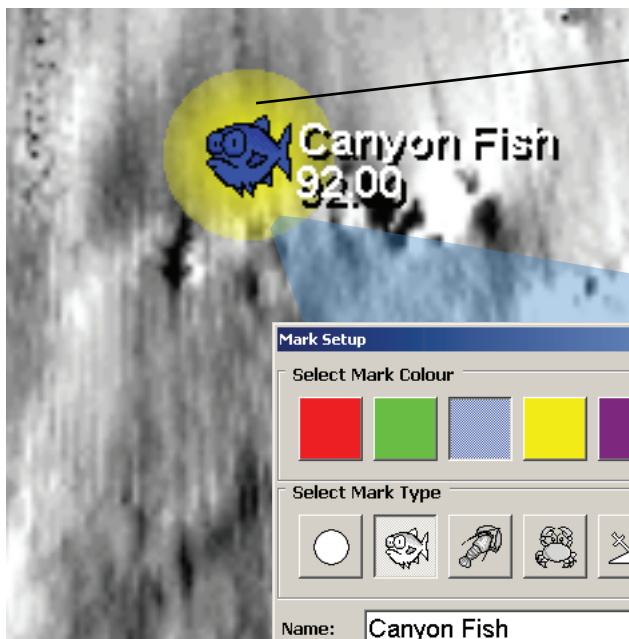 Canyon Fish
92.00
Mark Setup
Select Mark Colour
Select Mark Type
Name: Canyon Fish